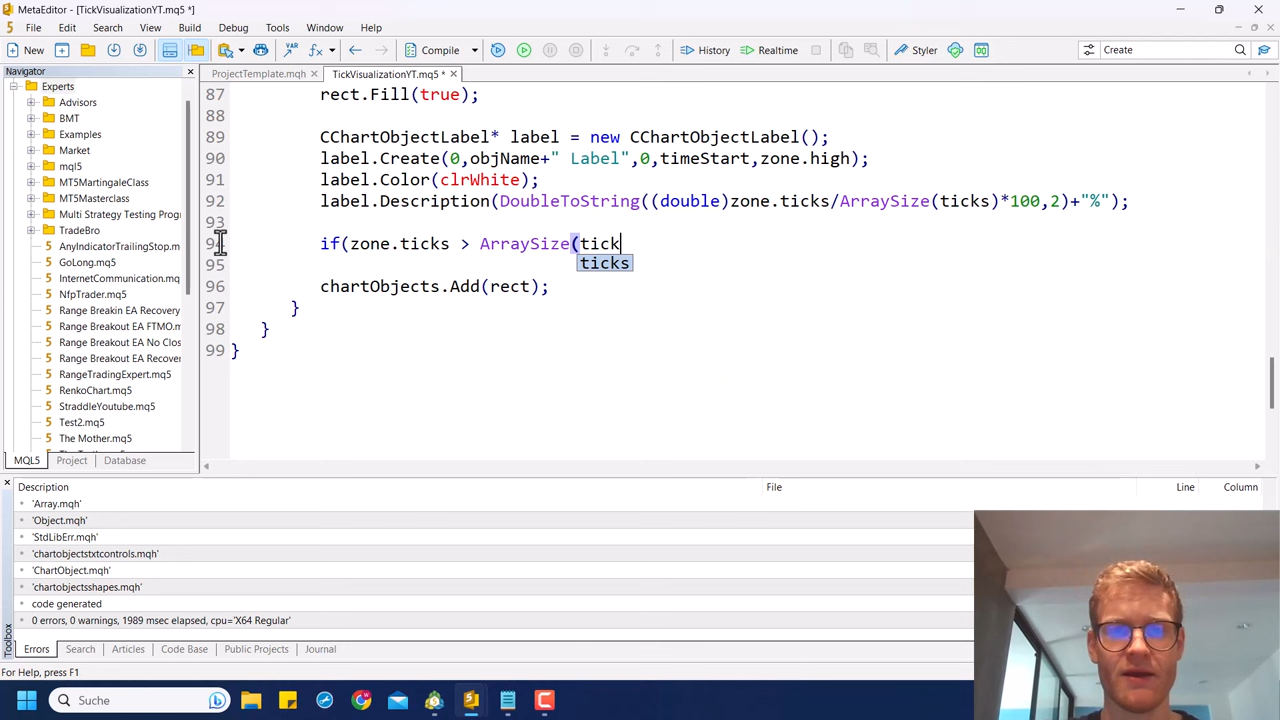 MetaEditor - [TickVisualizationYT.mq5 *]
File Edit Search View Build Debug Tools Window Help
New Compile History Realtime Styler Create
Navigator
ProjectTemplate.mqh TickVisualizationYT.mq5 *
Experts
Advisors
BMT
Examples
Market
mql5
MT5MartingaleClass
MT5Masterclass
Multi Strategy Testing Progr
TradeBro
AnyIndicatorTrailingStop.m
GoLong.mq5
InternetCommunication.mq
NfpTrader.mq5
Range Breakin EA Recovery
Range Breakout EA FTMO.m
Range Breakout EA No Clos
Range Breakout EA Recover
RangeTradingExpert.mq5
RenkoChart.mq5
StraddleYoutube.mq5
Test2.mq5
The Mother.mq5
MQL5 Project Database
87 rect.Fill(true);
88
89 CChartObjectLabel* label = new CChartObjectLabel();
90 label.Create(0,objName+" Label",0,timeStart,zone.high);
91 label.Color(clrWhite);
92 label.Description(DoubleToString((double)zone.ticks/ArraySize(ticks)*100,2)+"%");
93
94 if(zone.ticks > ArraySize(tick
ticks
95
96 chartObjects.Add(rect);
97 }
98 }
99 }
Description File Line Column
'Array.mqh'
'Object.mqh'
'StdLibErr.mqh'
'chartobjectstxtcontrols.mqh'
'ChartObject.mqh'
'chartobjectsshapes.mqh'
code generated
0 errors, 0 warnings, 1989 msec elapsed, cpu='X64 Regular'
Toolbox
Errors Search Articles Code Base Public Projects Journal
For Help, press F1
Suche